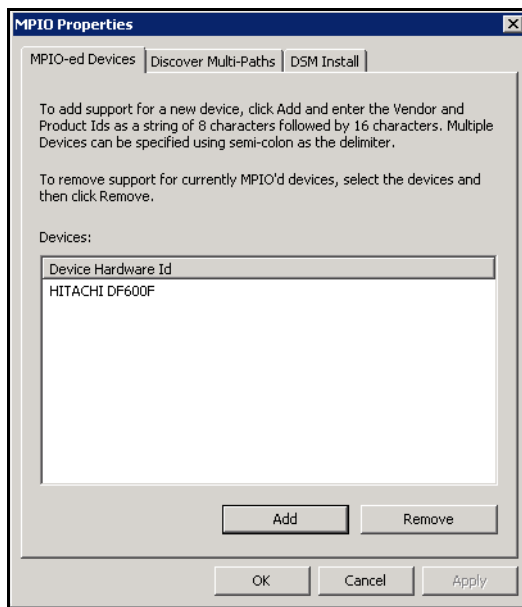 MPIO Properties
MPIO-ed Devices Discover Multi-Paths DSM Install
To add support for a new device, click Add and enter the Vendor and
Product Ids as a string of 8 characters followed by 16 characters. Multiple
Devices can be specified using semi-colon as the delimiter.
To remove support for currently MPIO'd devices, select the devices and
then click Remove.
Devices:
Device Hardware Id
HITACHI DF600F
Add Remove
OK Cancel Apply